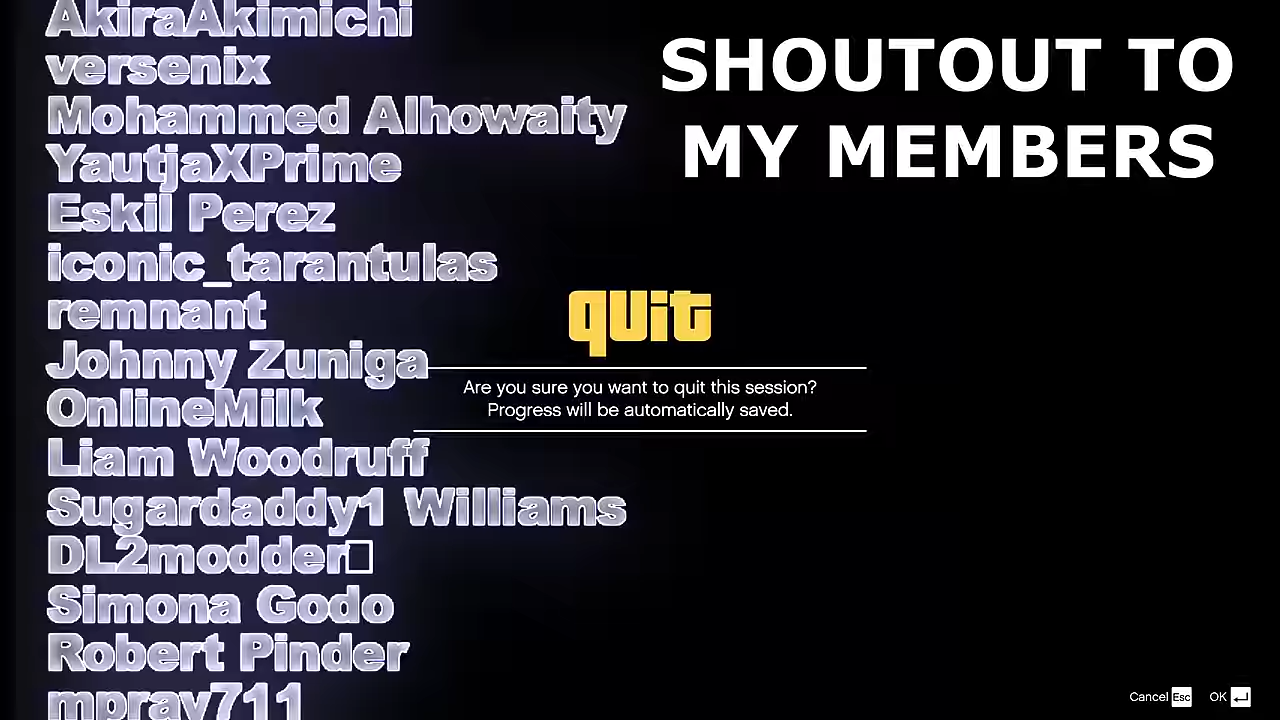 AkiraAkimichi
versenix
Mohammed Alhowaity
YautjaXPrime
Eskil Perez
iconic_tarantulas
remnant
Johnny Zuniga
OnlineMilk
Liam Woodruff
Sugardaddy1 Williams
DL2modder□
Simona Godo
Robert Pinder
mpray711
SHOUTOUT TO
MY MEMBERS
quit
Are you sure you want to quit this session?
Progress will be automatically saved.
Cancel Esc OK